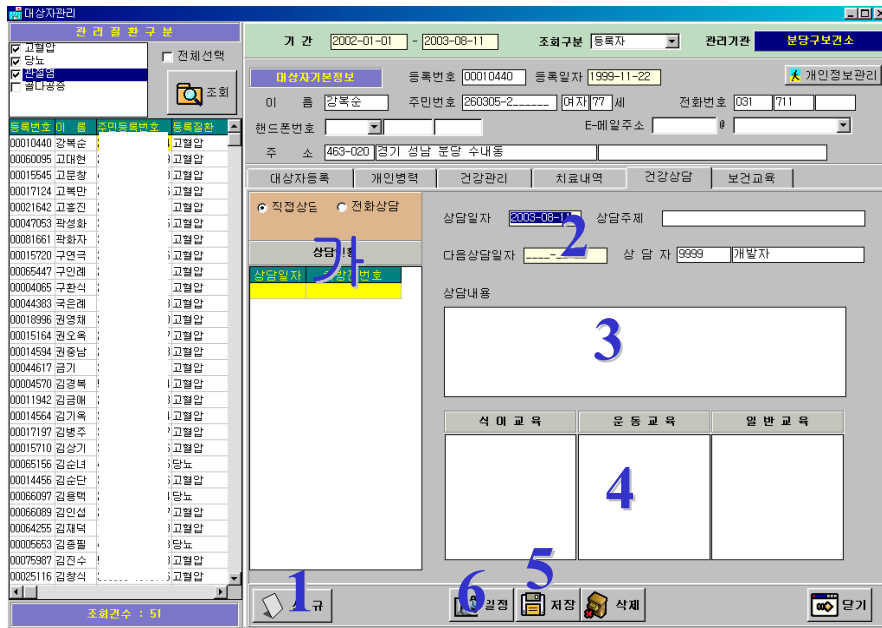 대상자관리
관 리 질 환 구 분
고혈압
당뇨
관절염
골다공증
전체선택
조회
등록번호 이 름 주민등록번호 등록질환
00010440 강복순 고혈압
00060095 고대현 고혈압
00015545 고문창 고혈압
00017124 고복만 고혈압
00021642 고홍진 고혈압
00047053 곽성화 고혈압
00081661 곽화자 고혈압
00015720 구연극 고혈압
00065447 구인례 고혈압
00004065 구환식 고혈압
00044383 국은례 고혈압
00018996 권영채 고혈압
00015164 권오옥 고혈압
00014594 권중남 고혈압
00044617 금기 고혈압
00004570 김경복 고혈압
00011942 김금매 고혈압
00014564 김기옥 고혈압
00017197 김병주 고혈압
00015710 김상기 고혈압
00065156 김순녀 당뇨
00014456 김순단 고혈압
00066097 김용택 당뇨
00066089 김인섭 고혈압
00064255 김재덕 고혈압
00005653 김종필 당뇨
00075987 김진수 고혈압
00025116 김창식 고혈압
조회건수 : 51
기 간 2002-01-01 - 2003-08-11 조회구분 등록자 관리기관 분당구보건소
대상자기본정보 등록번호 00010440 등록일자 1999-11-22 개인정보관리
이 름 강복순 주민번호 260305-2______ 여자 77 세 전화번호 031 711
핸드폰번호 E-메일주소 @
주 소 463-020 경기 성남 분당 수내동
대상자등록 개인병력 건강관리 치료내역 건강상담 보건교육
직접상담 전화상담
가
상담일자
상담일자 2003-08-11 상담주제
2
다음상담일자 상 담 자 9999 개발자
상담내용
3
식 이 교 육 운 동 교 육 일 반 교 육
4
1 규 6 일정 5 저장 삭제 닫기